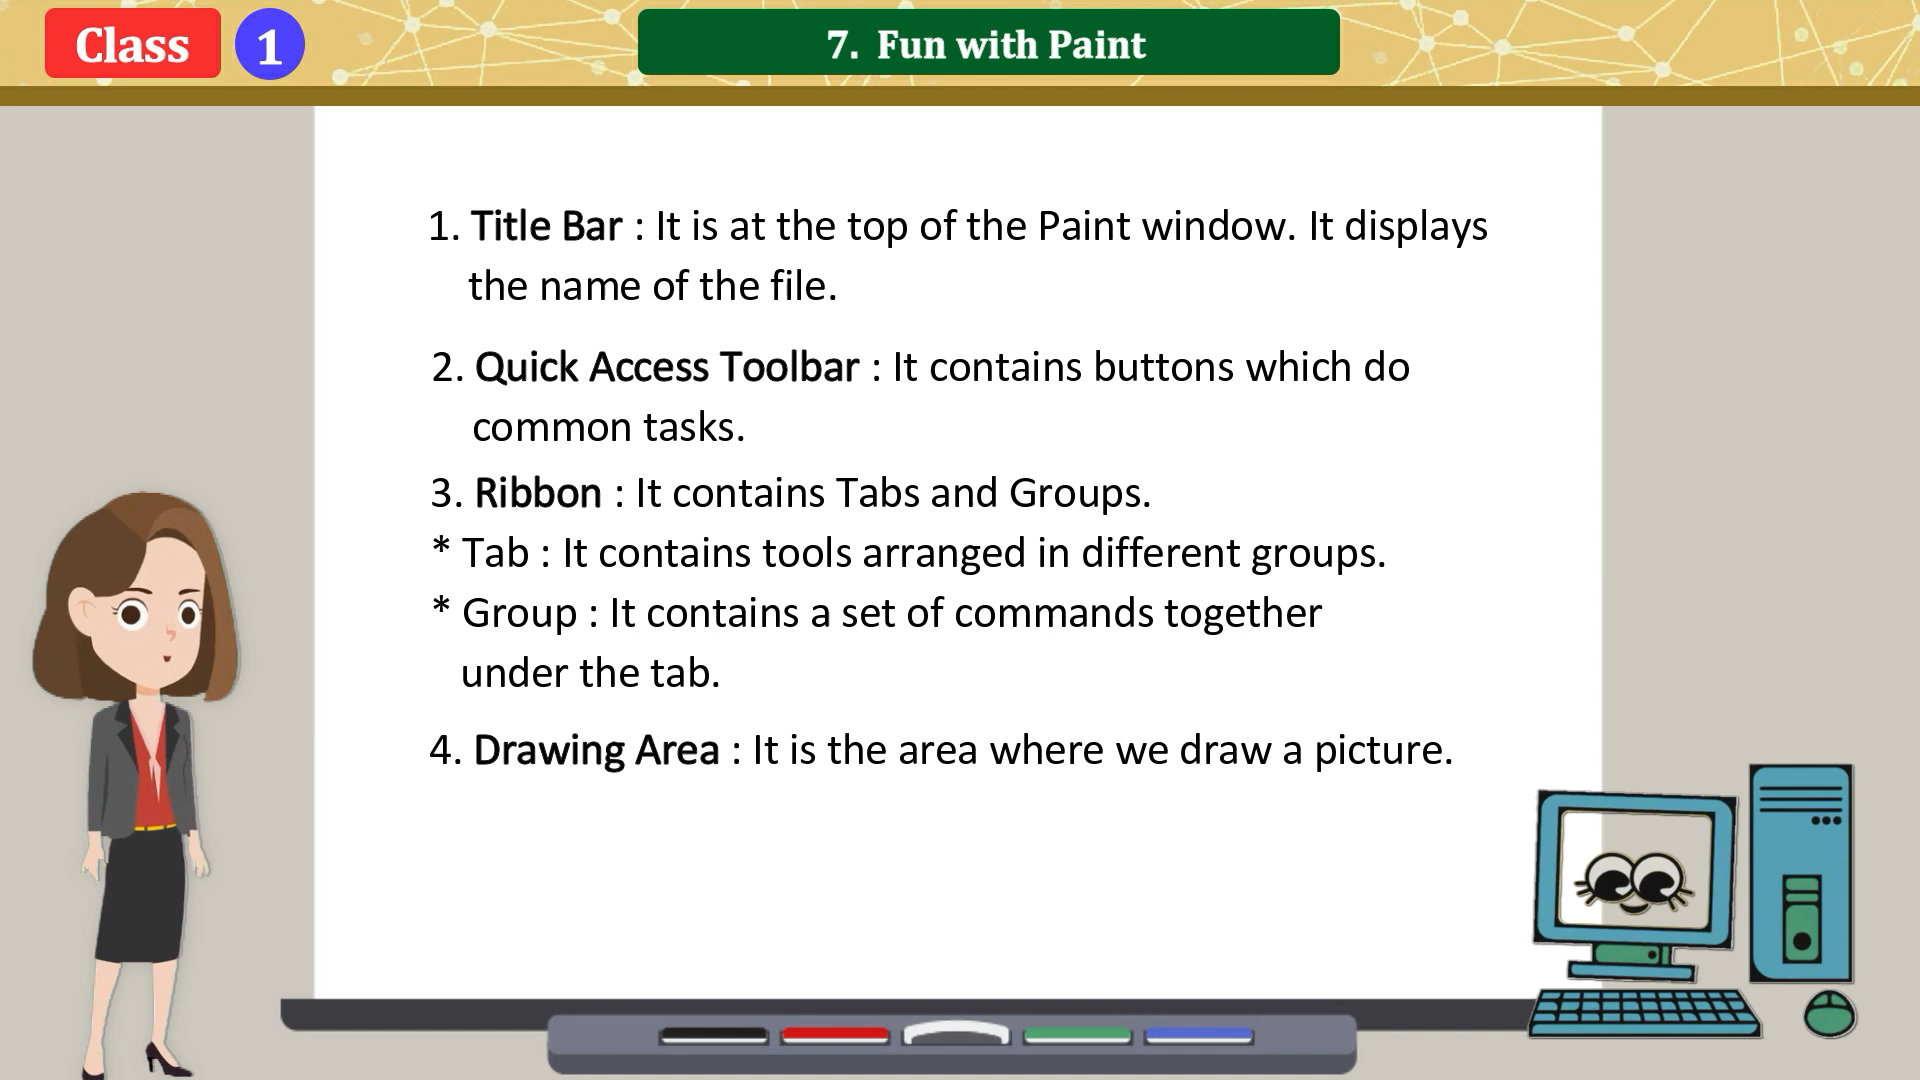 Class 1
7. Fun with Paint
1. Title Bar : It is at the top of the Paint window. It displays
the name of the file.
2. Quick Access Toolbar : It contains buttons which do
common tasks.
3. Ribbon : It contains Tabs and Groups.
* Tab : It contains tools arranged in different groups.
* Group : It contains a set of commands together
under the tab.
4. Drawing Area : It is the area where we draw a picture.